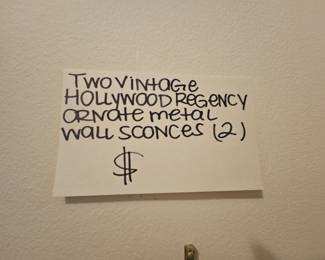 Two Vintage
Hollywood Regency
ornate metal
wall sconces (2)
$